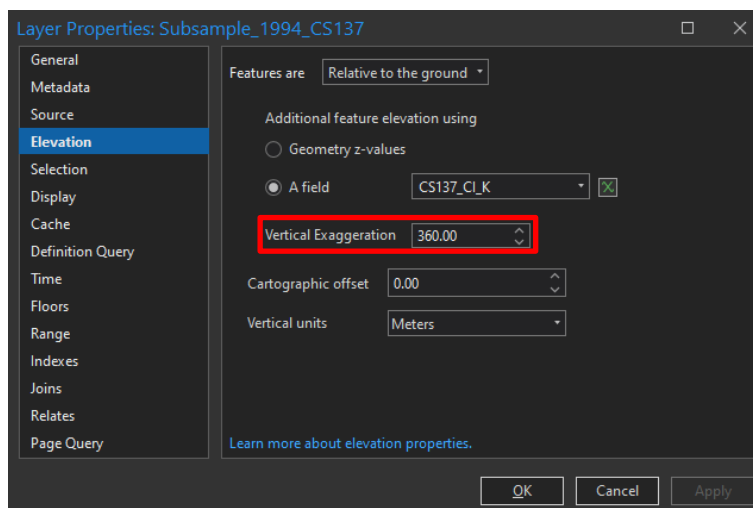 Layer Properties: Subsample_1994_CS137
General
Metadata
Source
Elevation
Selection
Display
Cache
Definition Query
Time
Floors
Range
Indexes
Joins
Relates
Page Query
Features are Relative to the ground
Additional feature elevation using
Geometry z-values
A field CS137_CI_K
Vertical Exaggeration 360.00
Cartographic offset 0.00
Vertical units Meters
Learn more about elevation properties.
OK Cancel Apply